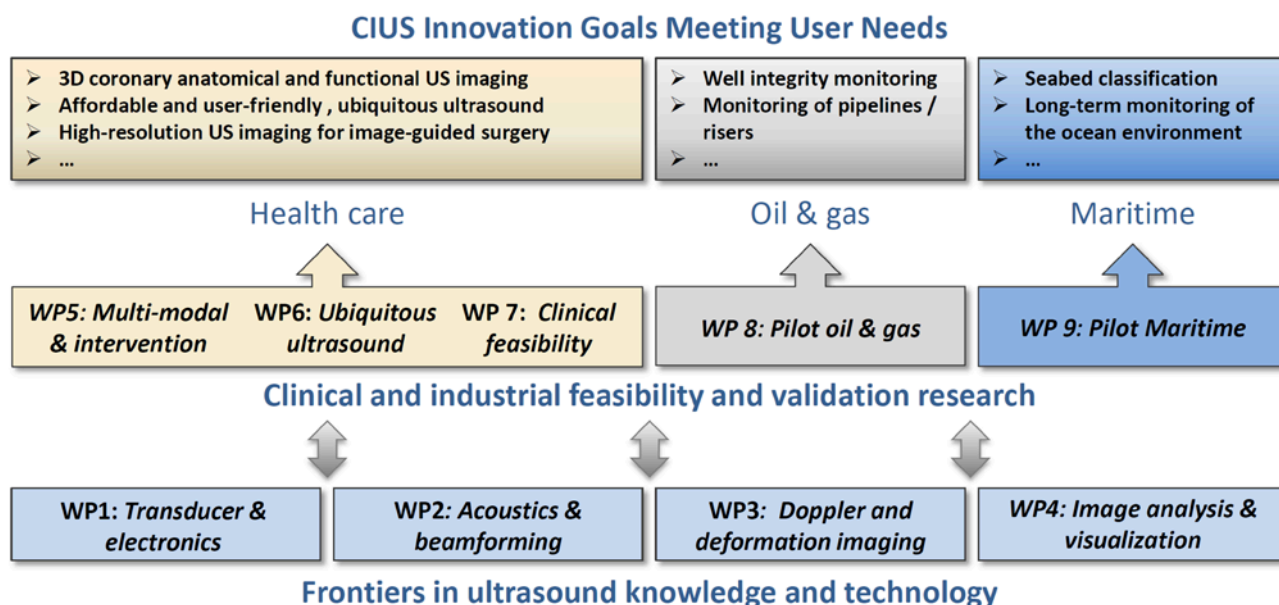 CIUS Innovation Goals Meeting User Needs
➢ 3D coronary anatomical and functional US imaging
➢ Affordable and user-friendly , ubiquitous ultrasound
➢ High-resolution US imaging for image-guided surgery
➢ ...
➢ Well integrity monitoring
➢ Monitoring of pipelines /
risers
➢ ...
➢ Seabed classification
➢ Long-term monitoring of
the ocean environment
➢ ...
Health care
Oil & gas
Maritime
WP5: Multi-modal
& intervention
WP6: Ubiquitous
ultrasound
WP 7: Clinical
feasibility
WP 8: Pilot oil & gas
WP 9: Pilot Maritime
Clinical and industrial feasibility and validation research
WP1: Transducer &
electronics
WP2: Acoustics &
beamforming
WP3: Doppler and
deformation imaging
WP4: Image analysis &
visualization
Frontiers in ultrasound knowledge and technology